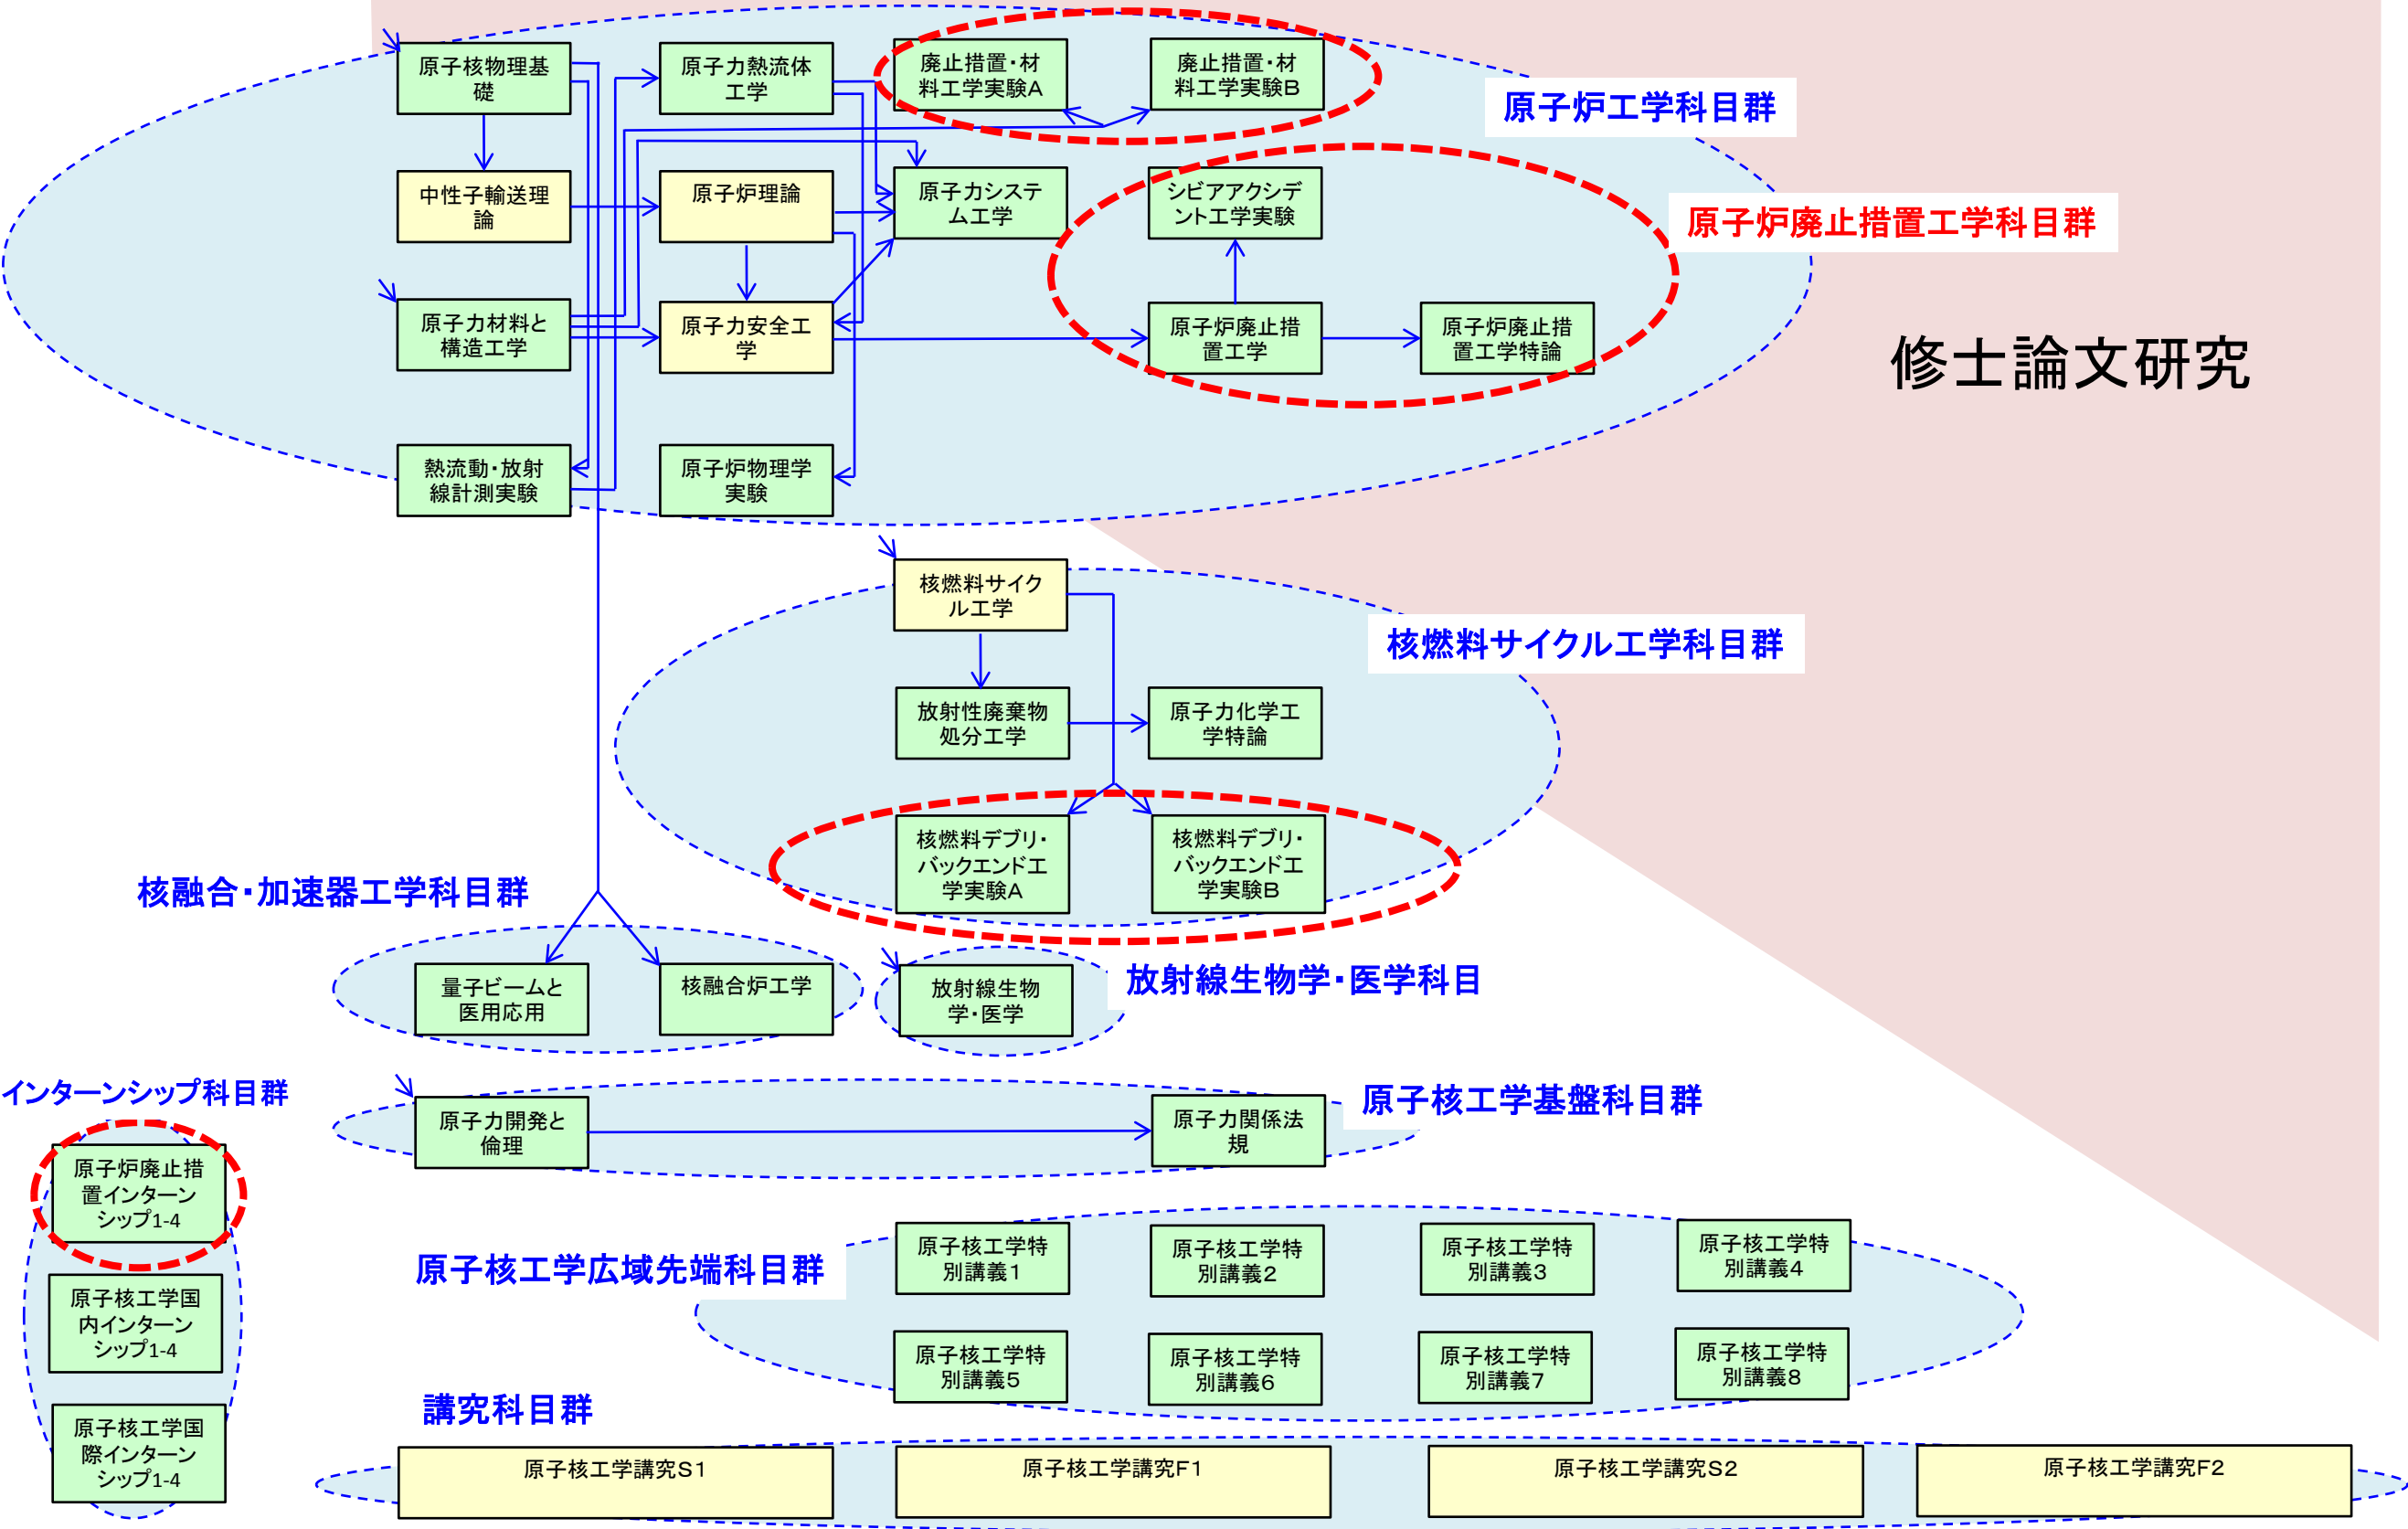 原子核物理基
礎
原子力熱流体
工学
廃止措置・材
料工学実験A
廃止措置・材
料工学実験B
原子炉工学科目群
中性子輸送理
論
原子炉理論
原子力システ
ム工学
シビアアクシデ
ント工学実験
原子炉廃止措置工学科目群
原子力材料と
構造工学
原子力安全工
学
原子炉廃止措
置工学
原子炉廃止措
置工学特論
修士論文研究
熱流動・放射
線計測実験
原子炉物理学
実験
核燃料サイク
ル工学
核燃料サイクル工学科目群
放射性廃棄物
処分工学
原子力化学工
学特論
核燃料デブリ・
バックエンド工
学実験A
核燃料デブリ・
バックエンド工
学実験B
核融合・加速器工学科目群
量子ビームと
医用応用
核融合炉工学
放射線生物
学・医学
放射線生物学・医学科目
インターンシップ科目群
原子力開発と
倫理
原子力関係法
規
原子核工学基盤科目群
原子炉廃止措
置インターン
シップ1-4
原子核工学国
内インターン
シップ1-4
原子核工学国
際インターン
シップ1-4
原子核工学広域先端科目群
原子核工学特
別講義1
原子核工学特
別講義2
原子核工学特
別講義3
原子核工学特
別講義4
原子核工学特
別講義5
原子核工学特
別講義6
原子核工学特
別講義7
原子核工学特
別講義8
講究科目群
原子核工学講究S1
原子核工学講究F1
原子核工学講究S2
原子核工学講究F2